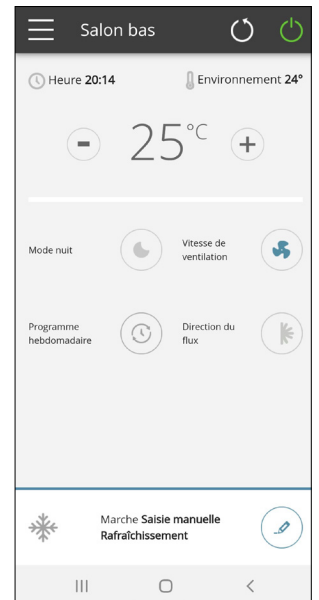 Salon bas
Heure 20:14
Environnement 24°
25°C
Mode nuit
Vitesse de
ventilation
Programme
hebdomadaire
Direction du
flux
Marche Saisie manuelle
Rafraîchissement